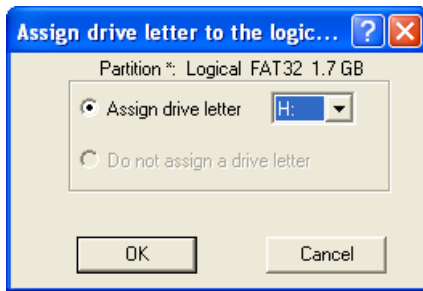 Assign drive letter to the logic... ?
Partition *: Logical FAT32 1.7 GB
Assign drive letter H:
Do not assign a drive letter
OK Cancel